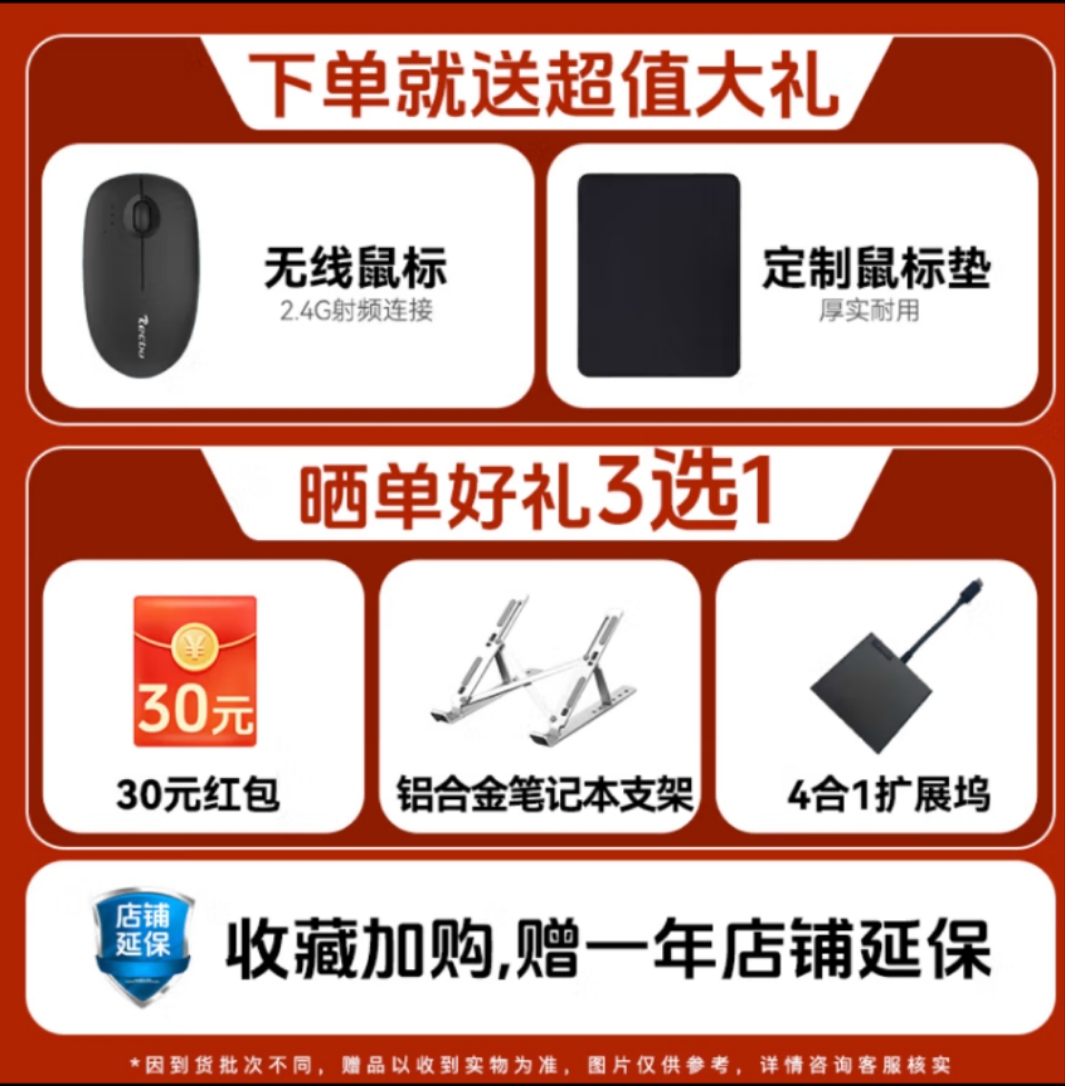 下单就送超值大礼
Tecbo
无线鼠标
2.4G射频连接
定制鼠标垫
厚实耐用
晒单好礼3选1
¥
30元
30元红包
铝合金笔记本支架
4合1扩展坞
店铺
延保
收藏加购,赠一年店铺延保
*因到货批次不同，赠品以收到实物为准，图片仅供参考，详情咨询客服核实